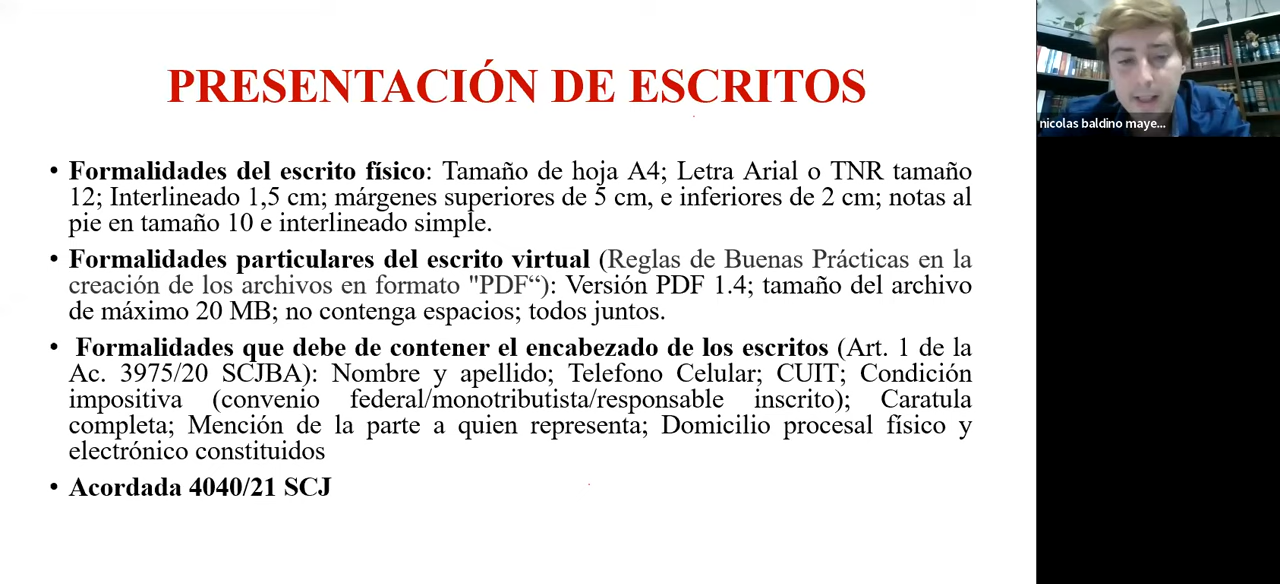 PRESENTACIÓN DE ESCRITOS
nicolas baldino maye...
• Formalidades del escrito físico: Tamaño de hoja A4; Letra Arial o TNR tamaño
12; Interlineado 1,5 cm; márgenes superiores de 5 cm, e inferiores de 2 cm; notas al
pie en tamaño 10 e interlineado simple.
• Formalidades particulares del escrito virtual (Reglas de Buenas Prácticas en la
creación de los archivos en formato "PDF“): Versión PDF 1.4; tamaño del archivo
de máximo 20 MB; no contenga espacios; todos juntos.
• Formalidades que debe de contener el encabezado de los escritos (Art. 1 de la
Ac. 3975/20 SCJBA): Nombre y apellido; Telefono Celular; CUIT; Condición
impositiva (convenio federal/monotributista/responsable inscrito); Caratula
completa; Mención de la parte a quien representa; Domicilio procesal físico y
electrónico constituidos
• Acordada 4040/21 SCJ